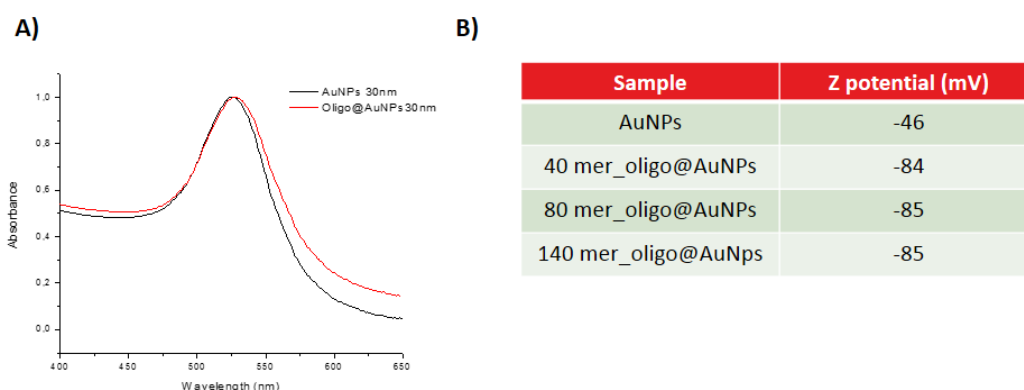 A)
B)
AuNPs 30nm
Oligo@AuNPs30nm
1,0
0,8
0,6
0,4
0,2
0,0
Absorbance
400 450 500 550 600 650
Wavelength (nm)
Sample Z potential (mV)
AuNPs -46
40 mer_oligo@AuNPs -84
80 mer_oligo@AuNPs -85
140 mer_oligo@AuNps -85